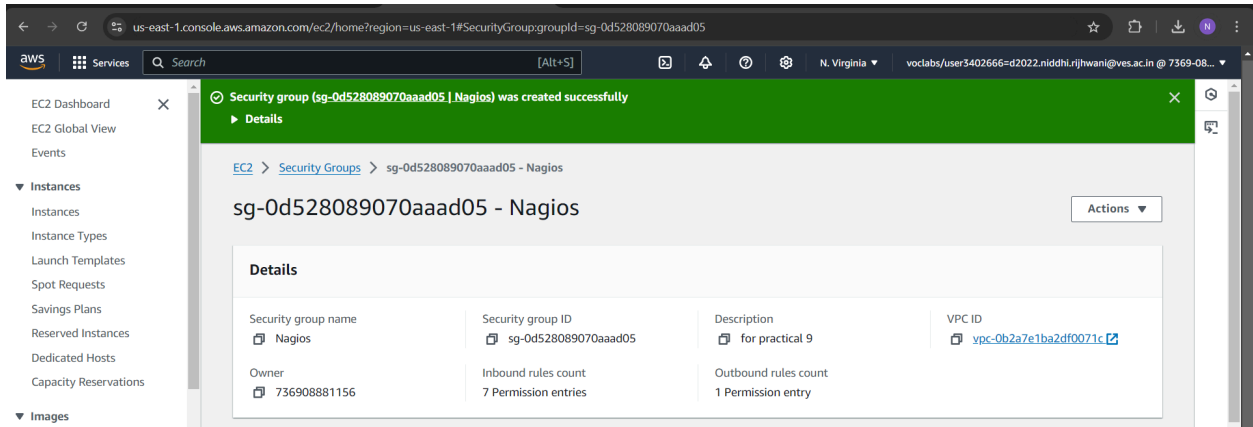 us-east-1.console.aws.amazon.com/ec2/home?region=us-east-1#SecurityGroup:groupId=sg-0d528089070aaad05
N
aws
Services
Search
[Alt+S]
N. Virginia
voclabs/user3402666=d2022.niddhi.rijhwani@ves.ac.in @ 7369-08...
EC2 Dashboard
EC2 Global View
Events
Instances
Instances
Instance Types
Launch Templates
Spot Requests
Savings Plans
Reserved Instances
Dedicated Hosts
Capacity Reservations
Images
Security group (sg-0d528089070aaad05 | Nagios) was created successfully
Details
EC2 > Security Groups > sg-0d528089070aaad05 - Nagios
sg-0d528089070aaad05 - Nagios
Actions
Details
Security group name
Nagios
Security group ID
sg-0d528089070aaad05
Description
for practical 9
VPC ID
vpc-0b2a7e1ba2df0071c
Owner
736908881156
Inbound rules count
7 Permission entries
Outbound rules count
1 Permission entry